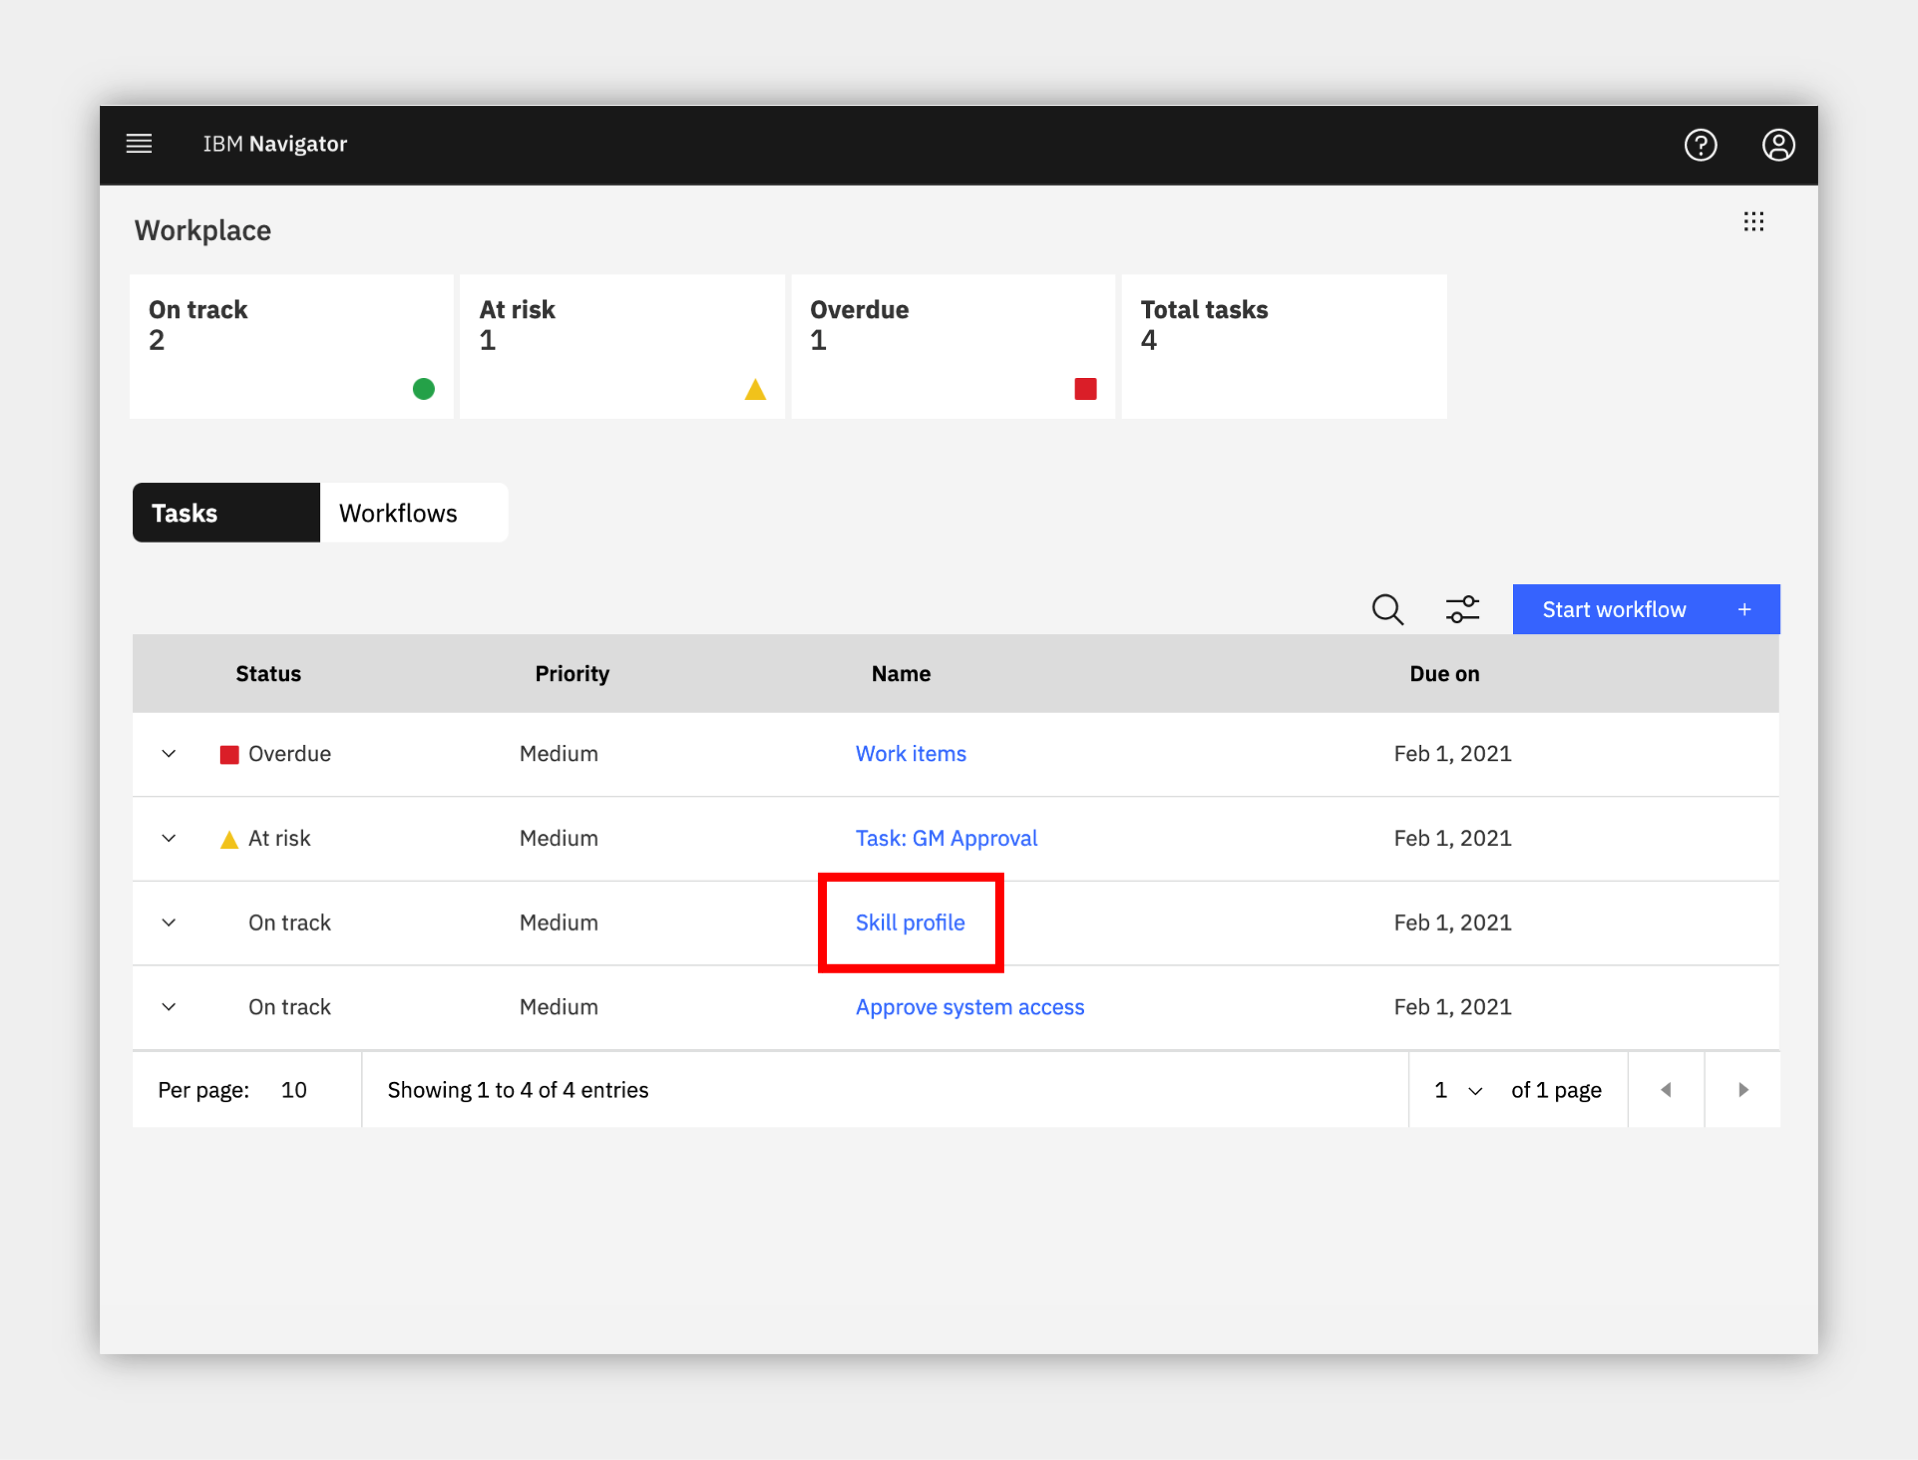 IBM Navigator
Workplace
On track
2
At risk
1
Overdue
1
Total tasks
4
Tasks Workflows
Start workflow +
Status Priority Name Due on
Overdue Medium Work items Feb 1, 2021
At risk Medium Task: GM Approval Feb 1, 2021
On track Medium Skill profile Feb 1, 2021
On track Medium Approve system access Feb 1, 2021
Per page: 10 Showing 1 to 4 of 4 entries 1 of 1 page